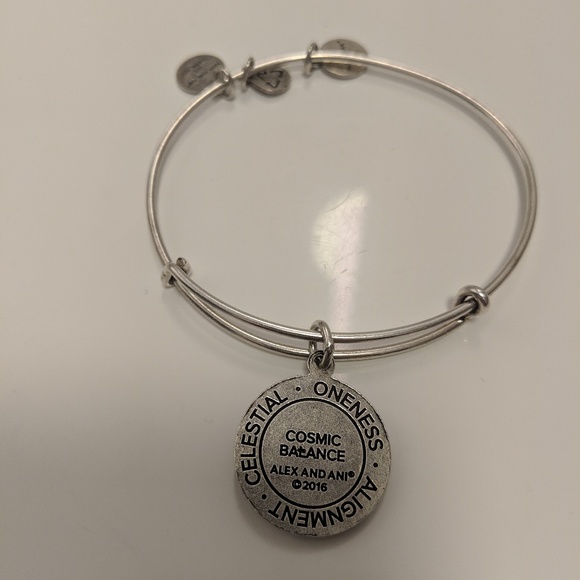 CELESTIAL · ONENESS · ALIGNMENT ·
COSMIC
BALANCE
ALEX AND ANI®
©2016